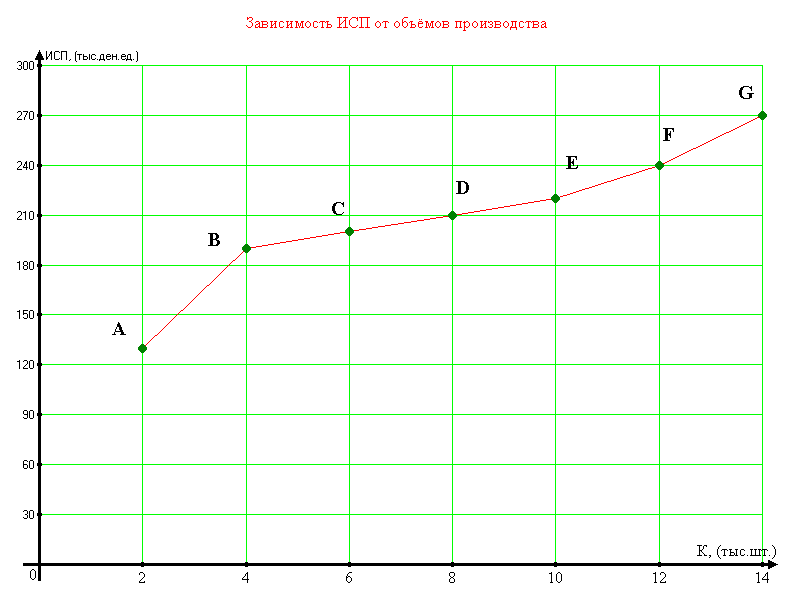 Зависимость ИСП от объёмов производства
ИСП, (тыс.ден.ед.)
300
270
240
210
180
150
120
90
60
30
0
A
B
C
D
E
F
G
К, (тыс.шт.)
2 4 6 8 10 12 14